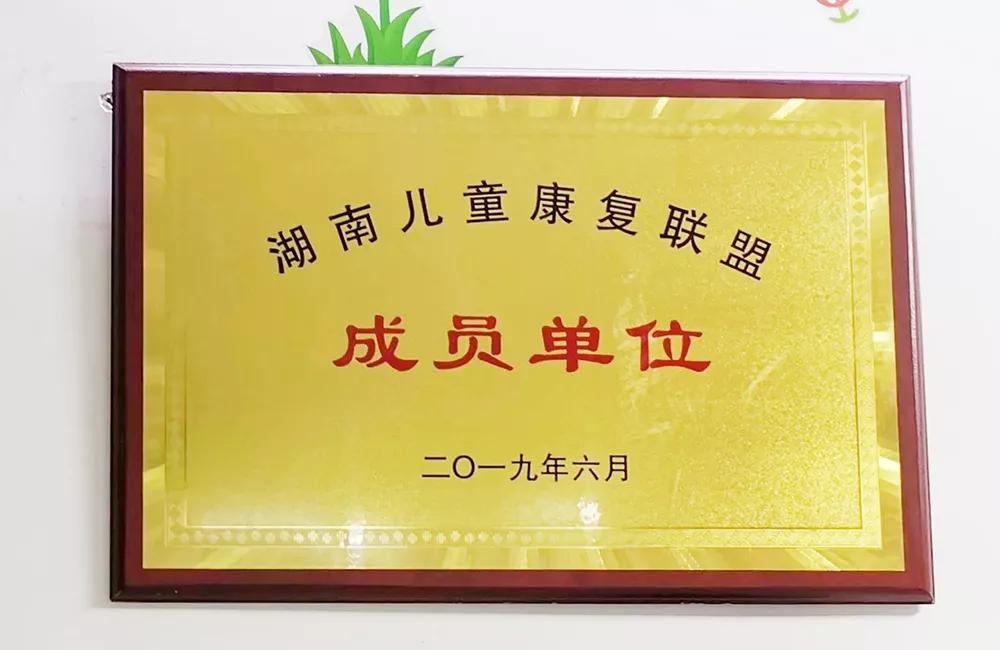 湖南儿童康复联盟
成员单位
二〇一九年六月